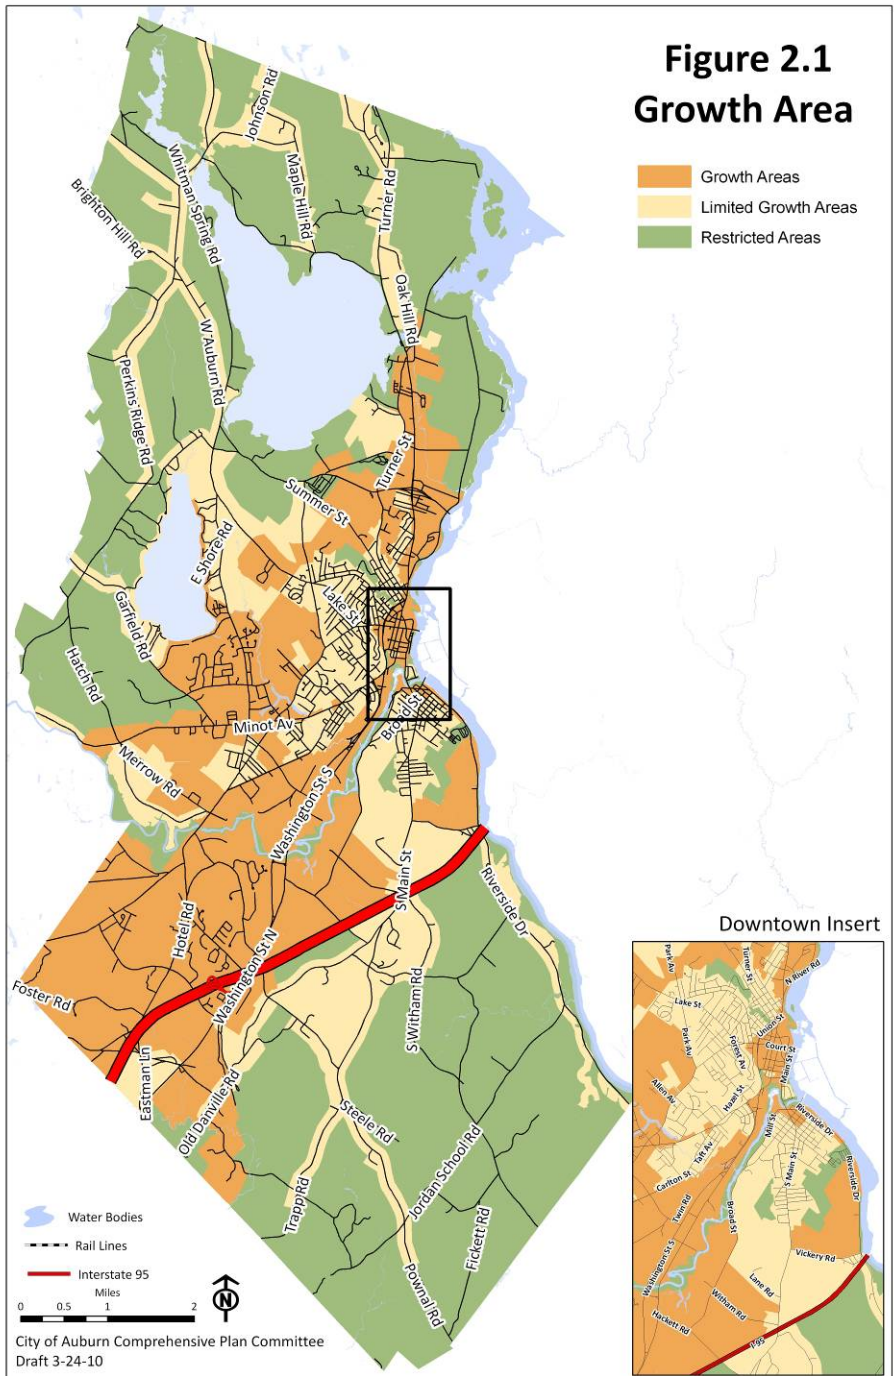 Figure 2.1
Growth Area
Growth Areas
Limited Growth Areas
Restricted Areas
Johnson Rd
Whitman Spring Rd
Maple Hill Rd
Turner Rd
Brighton Hill Rd
Oak Hill Rd
W Auburn Rd
Perkins Ridge Rd
Turner St
Summer St
E Shore Rd
Lake St
Garfield Rd
Hatch Rd
Minot Av
Broad St
Merrow Rd
Washington St S
S Main St
Riverside Dr
Hotel Rd
Washington St N
Foster Rd
S Witham Rd
Eastman Ln
Old Danville Rd
Steele Rd
Jordan School Rd
Trapp Rd
Fickett Rd
Pownal Rd
Water Bodies
Rail Lines
Interstate 95
Miles
0 0.5 1 2
N
City of Auburn Comprehensive Plan Committee
Draft 3-24-10
Downtown Insert
Park Av
Turner St
N River Rd
Lake St
Union St
Park Av
Forest Av
Court St
Main St
Allen Av
Hazel St
Mill St
Riverside Dr
Taft Av
S Main St
Carlton St
Riverside Dr
Twin Rd
Broad St
Vickery Rd
Washington St S
Lane Rd
Witham Rd
Hackett Rd
I-95